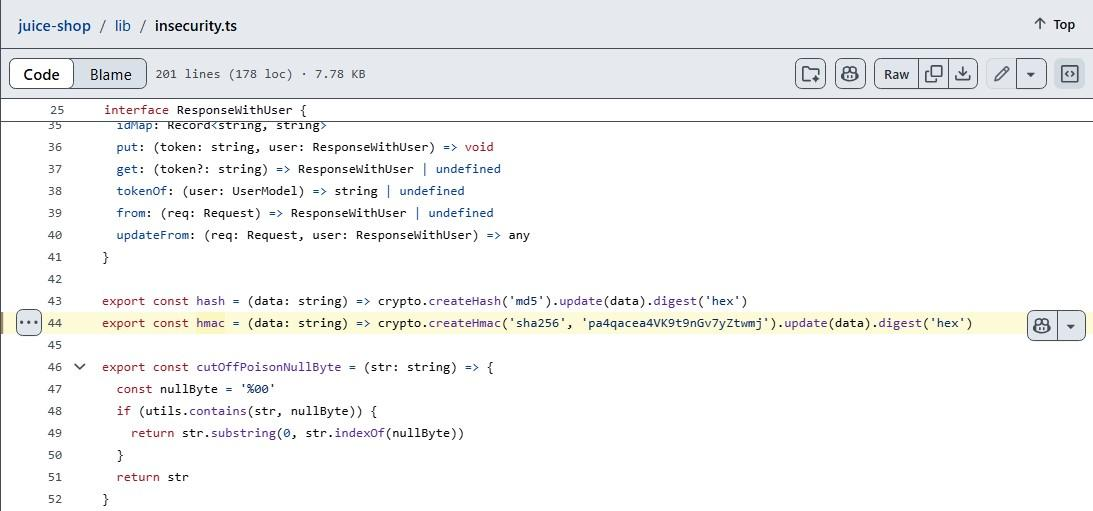 juice-shop / lib / insecurity.ts
Top
Code Blame 201 lines (178 loc) · 7.78 KB
Raw
25 interface ResponseWithUser {
35 idMap: Record<string, string>
36 put: (token: string, user: ResponseWithUser) => void
37 get: (token?: string) => ResponseWithUser | undefined
38 tokenOf: (user: UserModel) => string | undefined
39 from: (req: Request) => ResponseWithUser | undefined
40 updateFrom: (req: Request, user: ResponseWithUser) => any
41 }
42
43 export const hash = (data: string) => crypto.createHash('md5').update(data).digest('hex')
44 export const hmac = (data: string) => crypto.createHmac('sha256', 'pa4qacea4VK9t9nGv7yZtwmj').update(data).digest('hex')
45
46 export const cutOffPoisonNullByte = (str: string) => {
47 const nullByte = '%00'
48 if (utils.contains(str, nullByte)) {
49 return str.substring(0, str.indexOf(nullByte))
50 }
51 return str
52 }